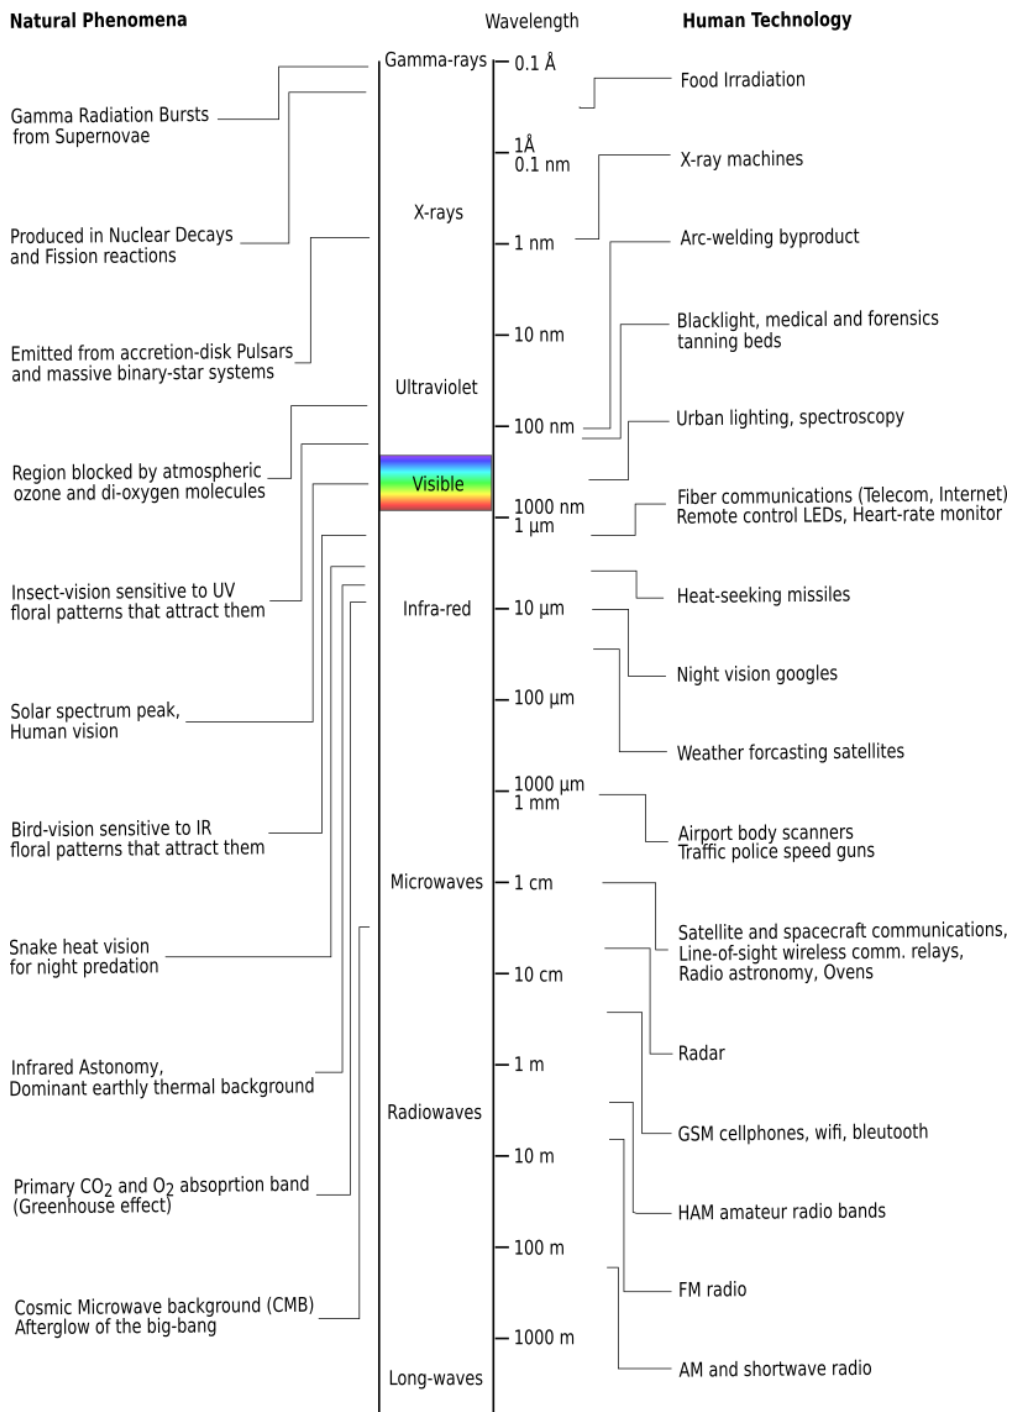 Natural Phenomena
Wavelength
Human Technology
Gamma Radiation Bursts
from Supernovae
Produced in Nuclear Decays
and Fission reactions
Emitted from accretion-disk Pulsars
and massive binary-star systems
Region blocked by atmospheric
ozone and di-oxygen molecules
Insect-vision sensitive to UV
floral patterns that attract them
Solar spectrum peak,
Human vision
Bird-vision sensitive to IR
floral patterns that attract them
Snake heat vision
for night predation
Infrared Astonomy,
Dominant earthly thermal background
Primary CO2 and O2 absoprtion band
(Greenhouse effect)
Cosmic Microwave background (CMB)
Afterglow of the big-bang
Gamma-rays
X-rays
Ultraviolet
Visible
Infra-red
Microwaves
Radiowaves
Long-waves
0.1 Å
1Å
0.1 nm
1 nm
10 nm
100 nm
1000 nm
1 μm
10 μm
100 μm
1000 μm
1 mm
1 cm
10 cm
1 m
10 m
100 m
1000 m
Food Irradiation
X-ray machines
Arc-welding byproduct
Blacklight, medical and forensics
tanning beds
Urban lighting, spectroscopy
Fiber communications (Telecom, Internet)
Remote control LEDs, Heart-rate monitor
Heat-seeking missiles
Night vision googles
Weather forcasting satellites
Airport body scanners
Traffic police speed guns
Satellite and spacecraft communications,
Line-of-sight wireless comm. relays,
Radio astronomy, Ovens
Radar
GSM cellphones, wifi, bleutooth
HAM amateur radio bands
FM radio
AM and shortwave radio